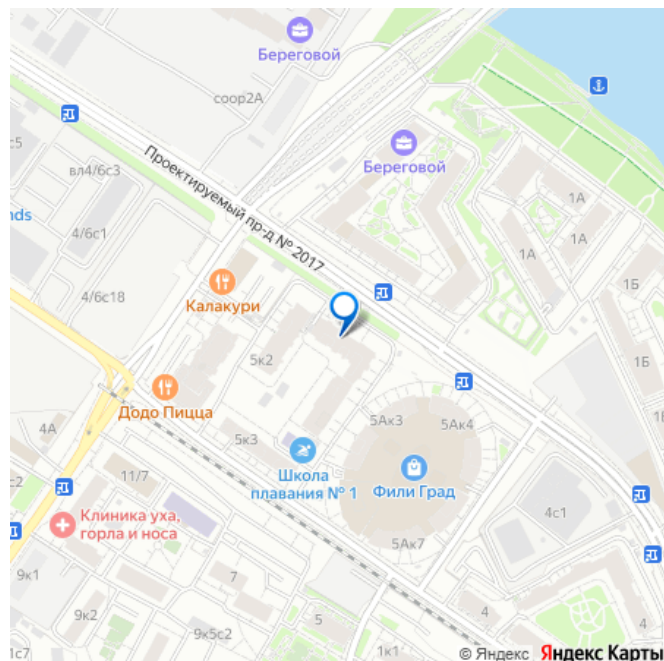 Береговой
соор2А
с5
Береговой
вл4/6с3
Проектируемый пр-д № 2017
1А
1А
1А
nds
4/6с1
1Б
4/6с18
Калакури
5к2
1Б
Додо Пицца
5Ак3
5Ак4
4А
5к3
11/7
с2
Школа
плавания № 1
Фили Град
4с1
Клиника уха,
горла и носа
5Ак7
9к1
7
9к2
5
4
4
9к5с2
1с7
1к1
© Яндекс
Яндекс Карты